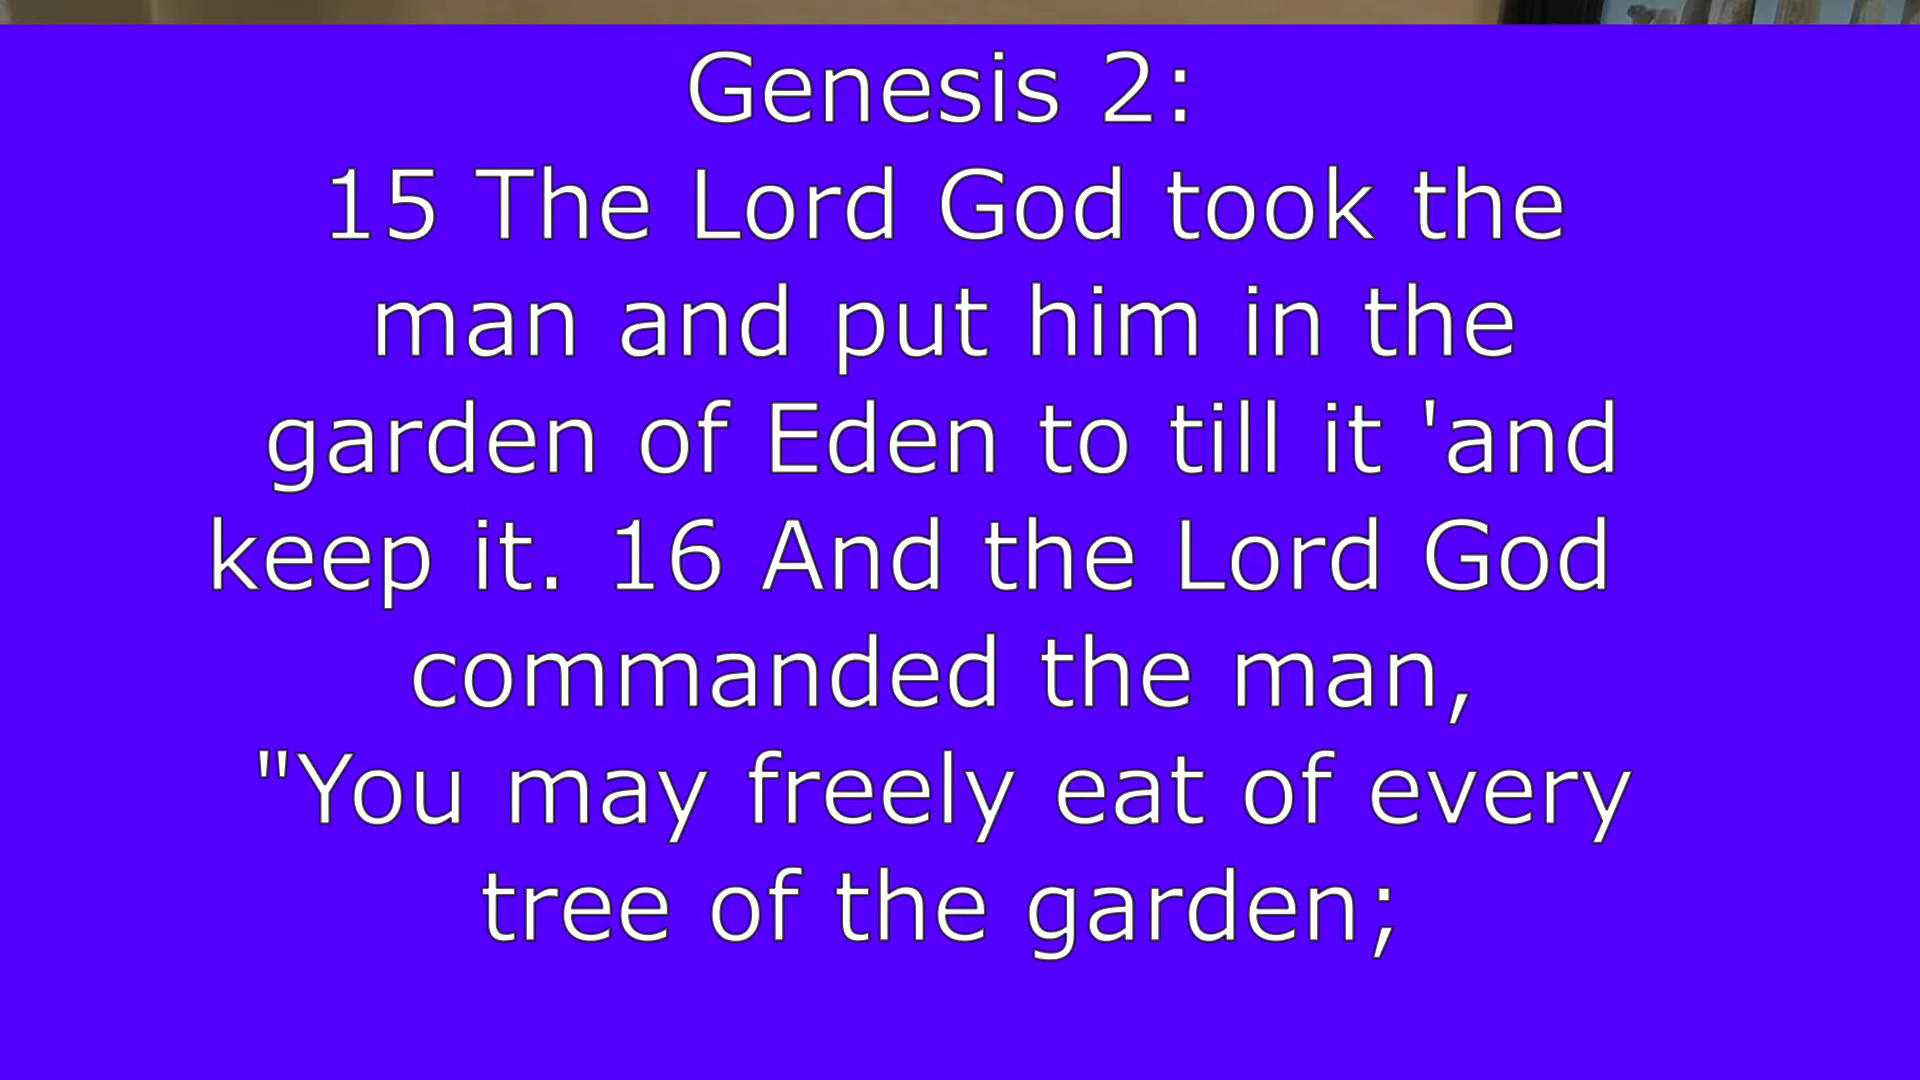 Genesis 2:
15 The Lord God took the
man and put him in the
garden of Eden to till it 'and
keep it. 16 And the Lord God
commanded the man,
"You may freely eat of every
tree of the garden;